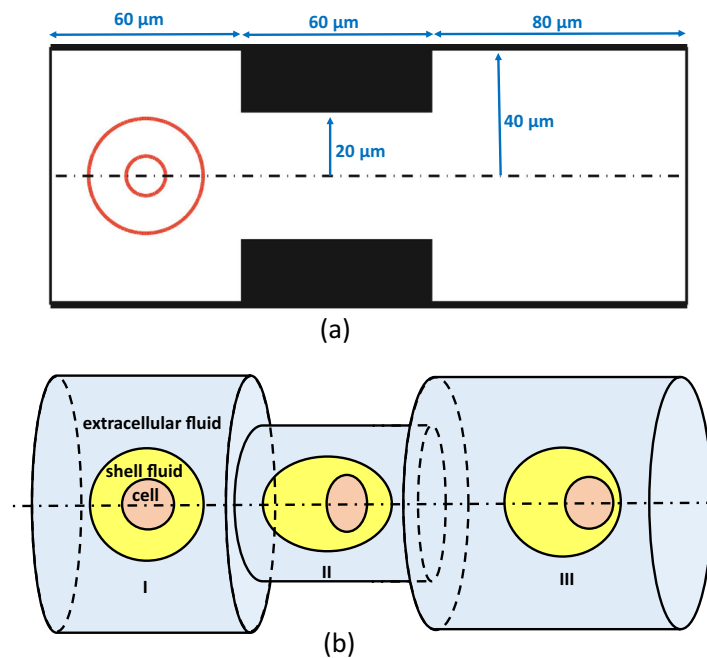 60 µm
60 µm
80 µm
20 µm
40 µm
(a)
extracellular fluid
shell fluid
cell
I
II
III
(b)